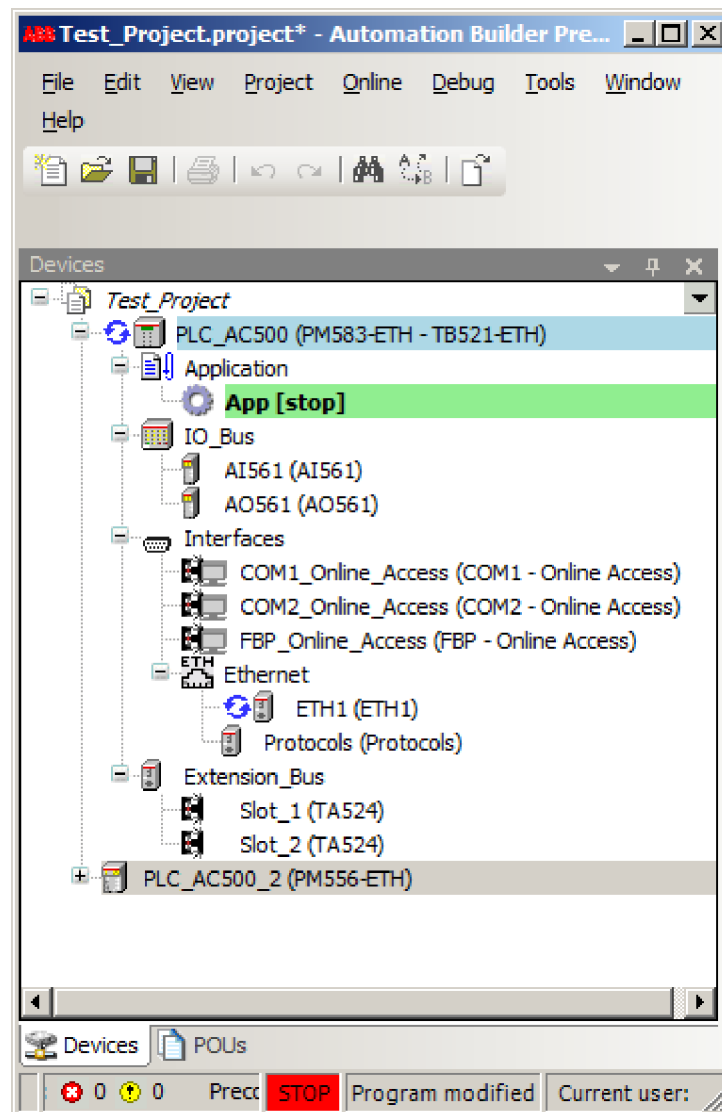 ABB Test_Project.project* - Automation Builder Pre...
File Edit View Project Online Debug Tools Window
Help
Devices
Test_Project
PLC_AC500 (PM583-ETH - TB521-ETH)
Application
App [stop]
IO_Bus
AI561 (AI561)
AO561 (AO561)
Interfaces
COM1_Online_Access (COM1 - Online Access)
COM2_Online_Access (COM2 - Online Access)
FBP_Online_Access (FBP - Online Access)
ETH
Ethernet
ETH1 (ETH1)
Protocols (Protocols)
Extension_Bus
Slot_1 (TA524)
Slot_2 (TA524)
PLC_AC500_2 (PM556-ETH)
Devices POUs
0 0 Precc STOP Program modified Current user: